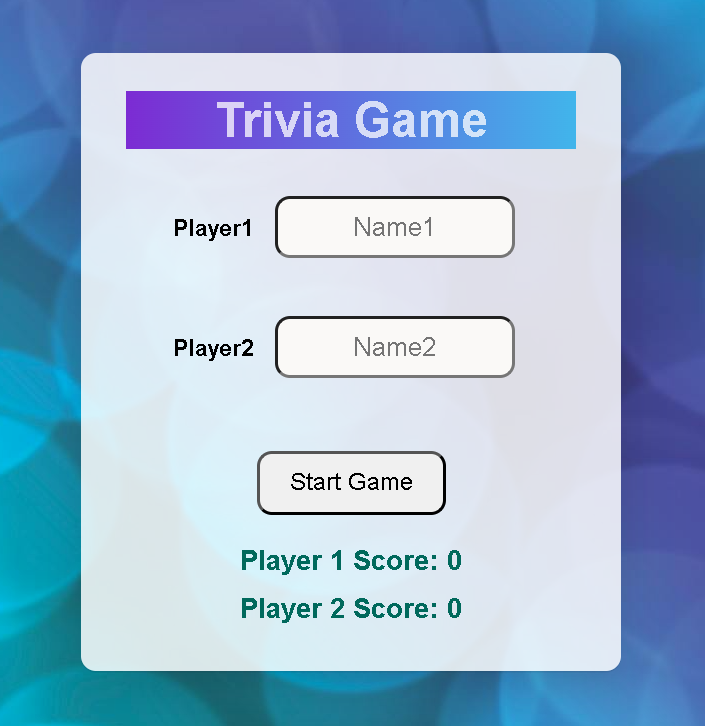 Trivia Game
Player1 Name1
Player2 Name2
Start Game
Player 1 Score: 0
Player 2 Score: 0